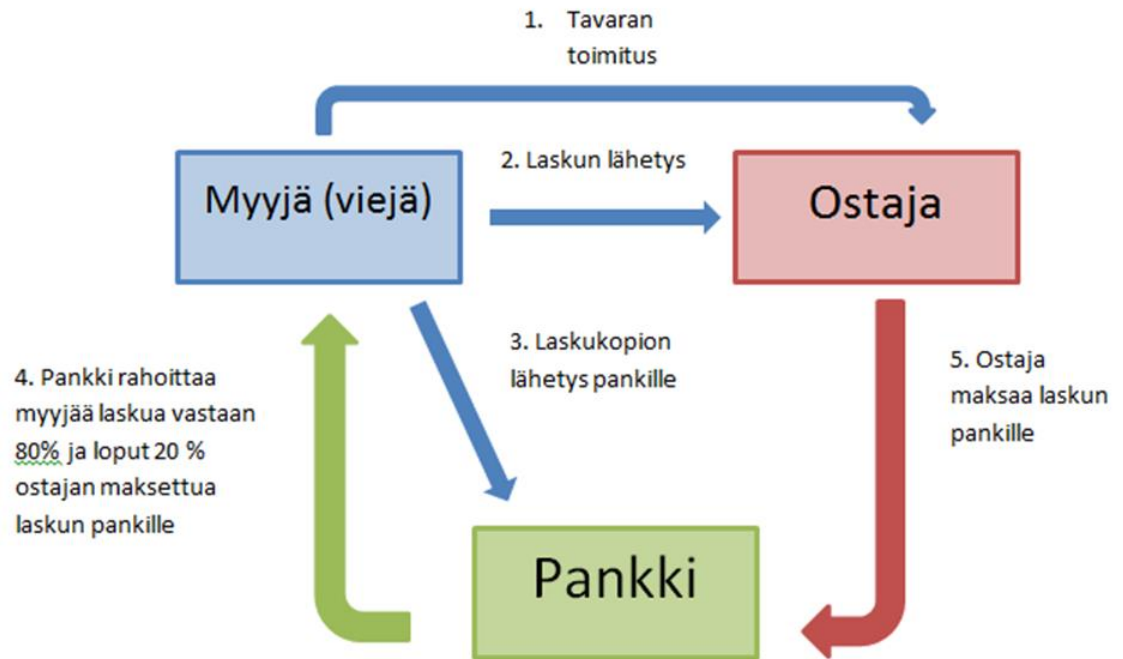 1. Tavaran
toimitus
Myyjä (viejä)
2. Laskun lähetys
Ostaja
3. Laskukopion
lähetys pankille
4. Pankki rahoittaa
myyjää laskua vastaan
80% ja loput 20 %
ostajan maksettua
laskun pankille
5. Ostaja
maksaa laskun
pankille
Pankki